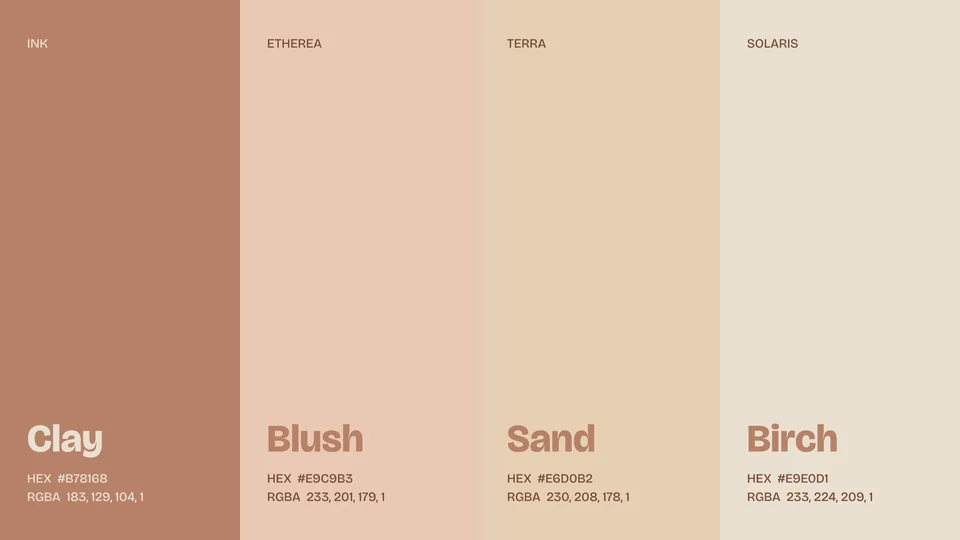 INK
Clay
HEX #B78168
RGBA 183, 129, 104, 1
ETHEREA
Blush
HEX #E9C9B3
RGBA 233, 201, 179, 1
TERRA
Sand
HEX #E6D0B2
RGBA 230, 208, 178, 1
SOLARIS
Birch
HEX #E9E0D1
RGBA 233, 224, 209, 1